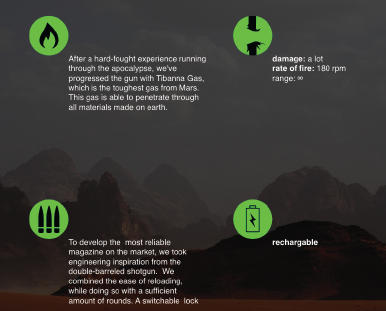 After a hard-fought experience running
through the apocalypse, we've
progressed the gun with Tibanna Gas,
which is the toughest gas from Mars.
This gas is able to penetrate through
all materials made on earth.
damage: a lot
rate of fire: 180 rpm
range: ∞
To develop the most reliable
magazine on the market, we took
engineering inspiration from the
double-barreled shotgun. We
combined the ease of reloading,
while doing so with a sufficient
amount of rounds. A switchable lock
rechargable